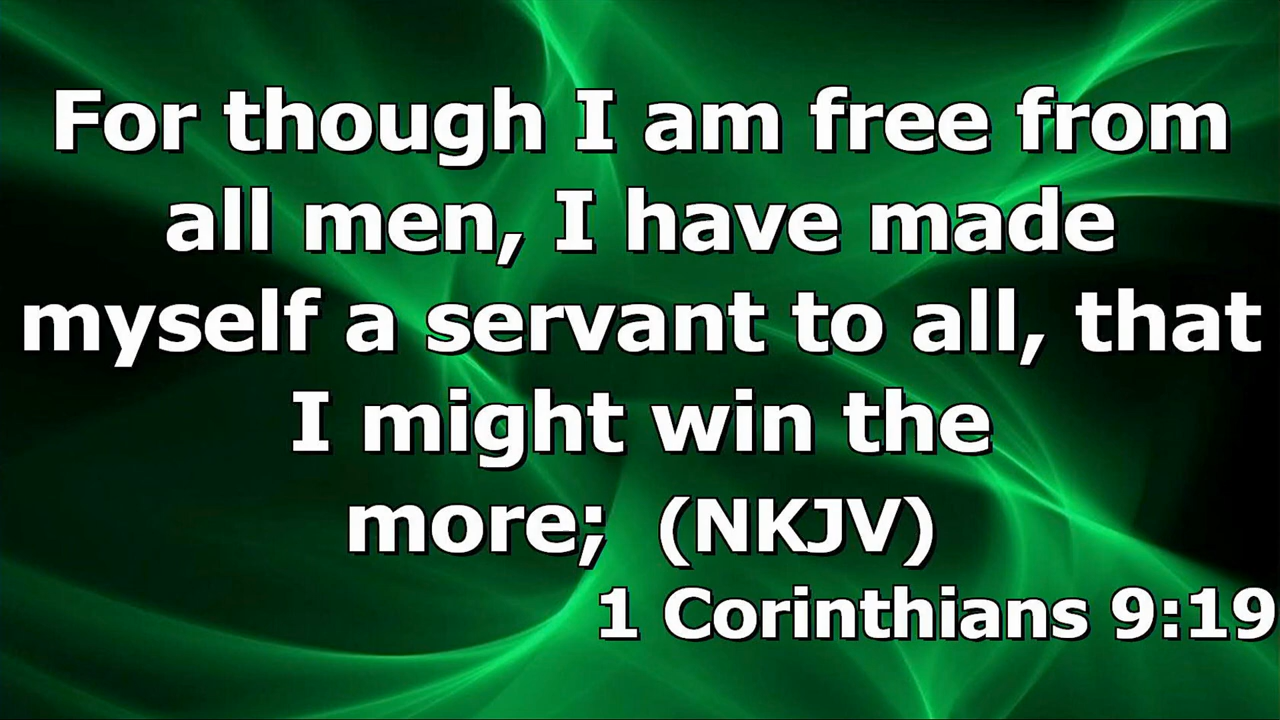 For though I am free from
all men, I have made
myself a servant to all, that
I might win the
more;  (NKJV)
1 Corinthians 9:19